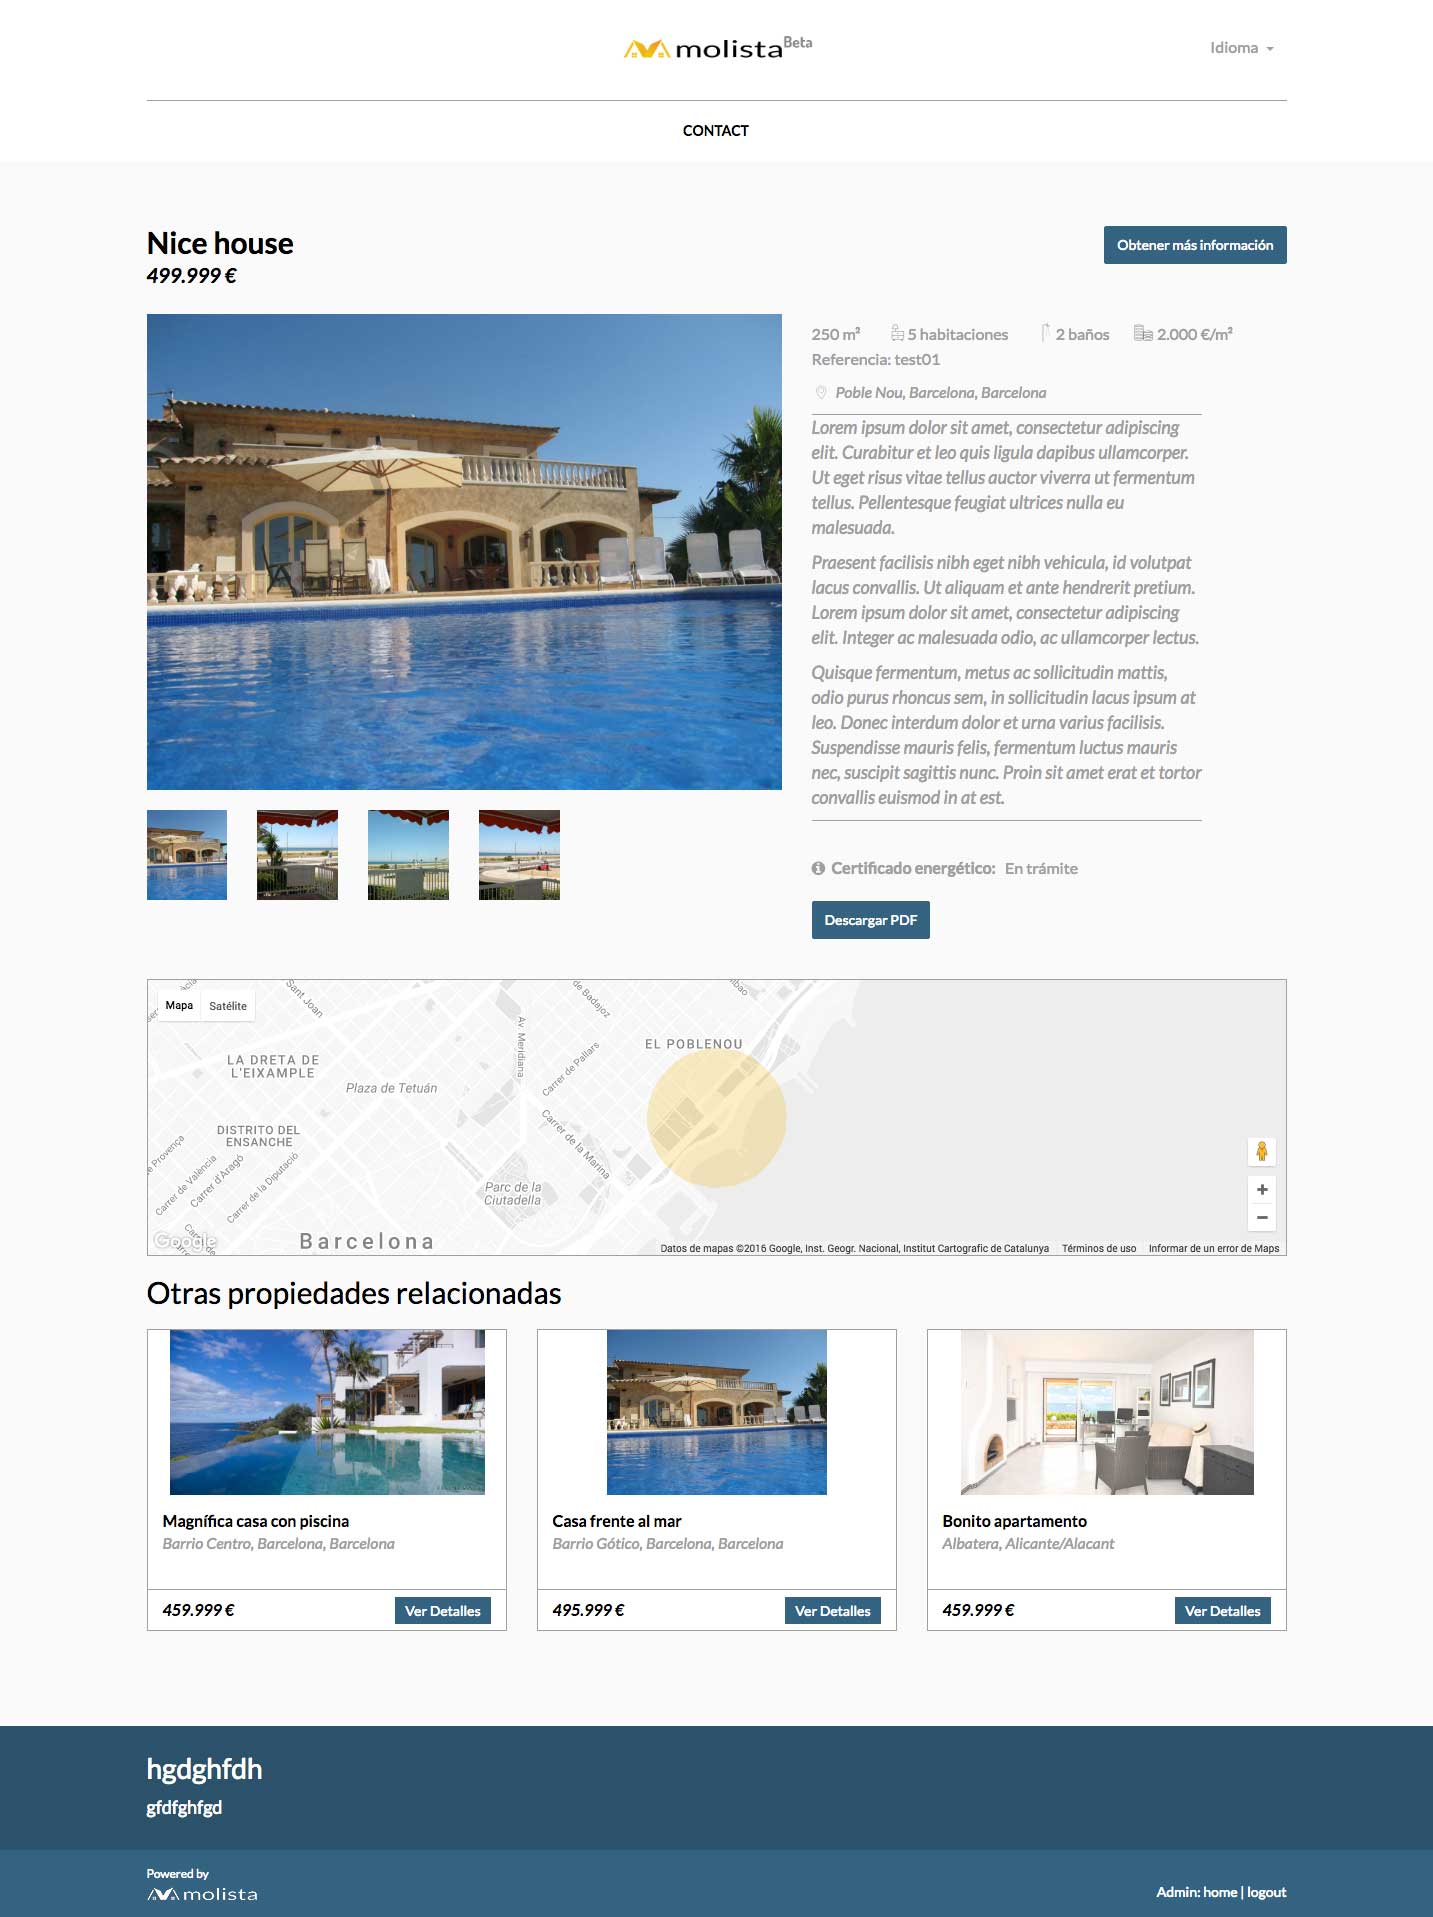 molista Beta
Idioma
CONTACT
Nice house
499.999 €
Obtener más información
250 m²
5 habitaciones
2 baños
2.000 €/m²
Referencia: test01
Poble Nou, Barcelona, Barcelona
Lorem ipsum dolor sit amet, consectetur adipiscing
elit. Curabitur et leo quis ligula dapibus ullamcorper.
Ut eget risus vitae tellus auctor viverra ut fermentum
tellus. Pellentesque feugiat ultrices nulla eu
malesuada.
Praesent facilisis nibh eget nibh vehicula, id volutpat
lacus convallis. Ut aliquam et ante hendrerit pretium.
Lorem ipsum dolor sit amet, consectetur adipiscing
elit. Integer ac malesuada odio, ac ullamcorper lectus.
Quisque fermentum, metus ac sollicitudin mattis,
odio purus rhoncus sem, in sollicitudin lacus ipsum at
leo. Donec interdum dolor et urna varius facilisis.
Suspendisse mauris felis, fermentum luctus mauris
nec, suscipit sagittis nunc. Proin sit amet erat et tortor
convallis euismod in at est.
Certificado energético: En trámite
Descargar PDF
Mapa
Satélite
Sant Joan
de Badajoz
Av. Meridiana
EL POBLENOU
Carrer de Pallars
LA DRETA DE
L'EIXAMPLE
Plaza de Tetuán
DISTRITO DEL
ENSANCHE
Carrer de la Marina
de Provença
Carrer de València
Carrer d'Aragó
Carrer de la Diputació
Parc de la
Ciutadella
Google
Barcelona
Datos de mapas ©2016 Google, Inst. Geogr. Nacional, Institut Cartografic de Catalunya
Términos de uso
Informar de un error de Maps
Otras propiedades relacionadas
Magnífica casa con piscina
Barrio Centro, Barcelona, Barcelona
459.999 €
Ver Detalles
Casa frente al mar
Barrio Gótico, Barcelona, Barcelona
495.999 €
Ver Detalles
Bonito apartamento
Albatera, Alicante/Alacant
459.999 €
Ver Detalles
hgdghfdh
gfdfghfgd
Powered by
molista
Admin: home | logout